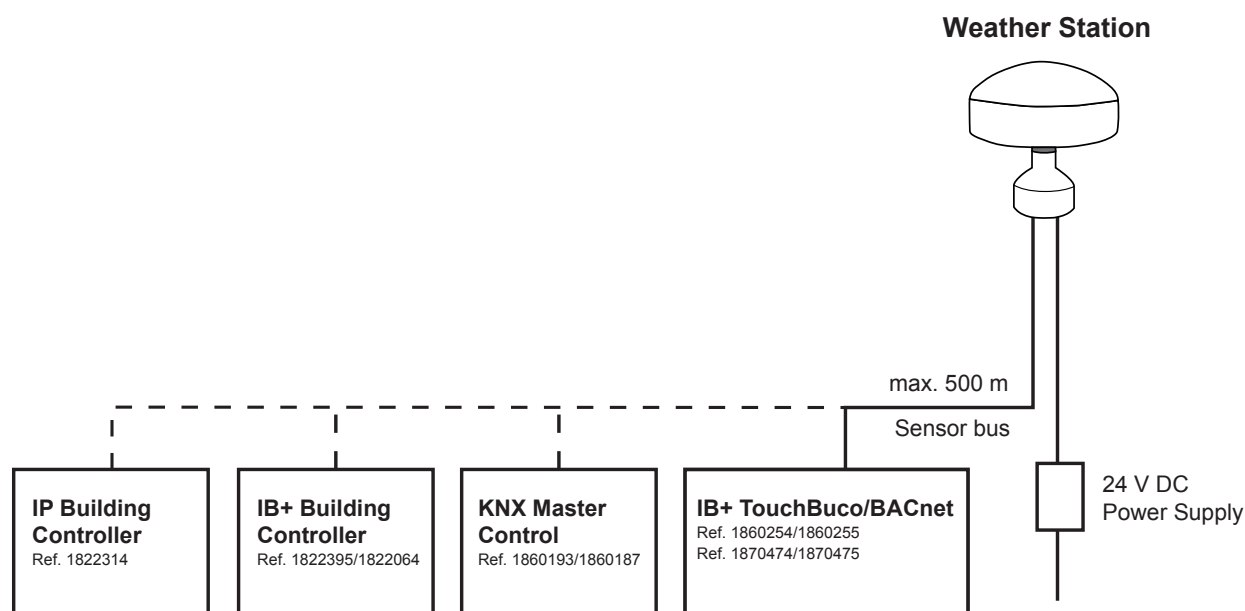 Weather Station
max. 500 m
Sensor bus
24 V DC
Power Supply
IP Building
Controller
Ref. 1822314
IB+ Building
Controller
Ref. 1822395/1822064
KNX Master
Control
Ref. 1860193/1860187
IB+ TouchBuco/BACnet
Ref. 1860254/1860255
Ref. 1870474/1870475